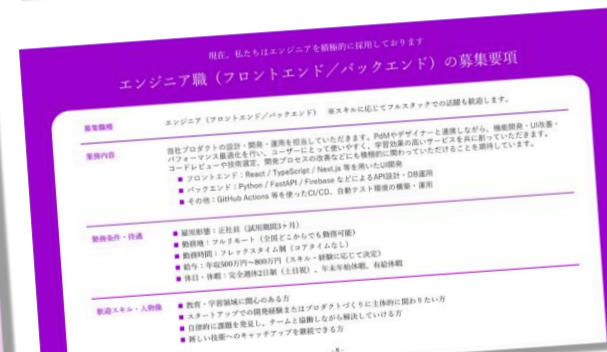 現在、私たちはエンジニアを積極的に採用しております
エンジニア職（フロントエンド／バックエンド）の募集要項
募集職種
エンジニア（フロントエンド／バックエンド）　※スキルに応じてフルスタックでの活躍も歓迎します。
業務内容
当社プロダクトの設計・開発・運用を担当していただきます。PdMやデザイナーと連携しながら、機能開発・UI改善・
パフォーマンス最適化を行い、ユーザーにとって使いやすく、学習効果の高いサービスを共に創っていただきます。
コードレビューや技術選定、開発プロセスの改善などにも積極的に関わっていただけることを期待しています。
■ フロントエンド：React / TypeScript / Next.js 等を用いたUI開発
■ バックエンド：Python / FastAPI / Firebase などによるAPI設計・DB運用
■ その他：GitHub Actions 等を使ったCI/CD、自動テスト環境の構築・運用
勤務条件・待遇
■ 雇用形態：正社員（試用期間3ヶ月）
■ 勤務地：フルリモート（全国どこからでも勤務可能）
■ 勤務時間：フレックスタイム制（コアタイムなし）
■ 給与：年収500万円〜800万円（スキル・経験に応じて決定）
■ 休日・休暇：完全週休2日制（土日祝）、年末年始休暇、有給休暇
歓迎スキル・人物像
■ 教育・学習領域に関心のある方
■ スタートアップでの開発経験またはプロダクトづくりに主体的に関わりたい方
■ 自律的に課題を発見し、チームと協働しながら解決していける方
■ 新しい技術へのキャッチアップを継続できる方